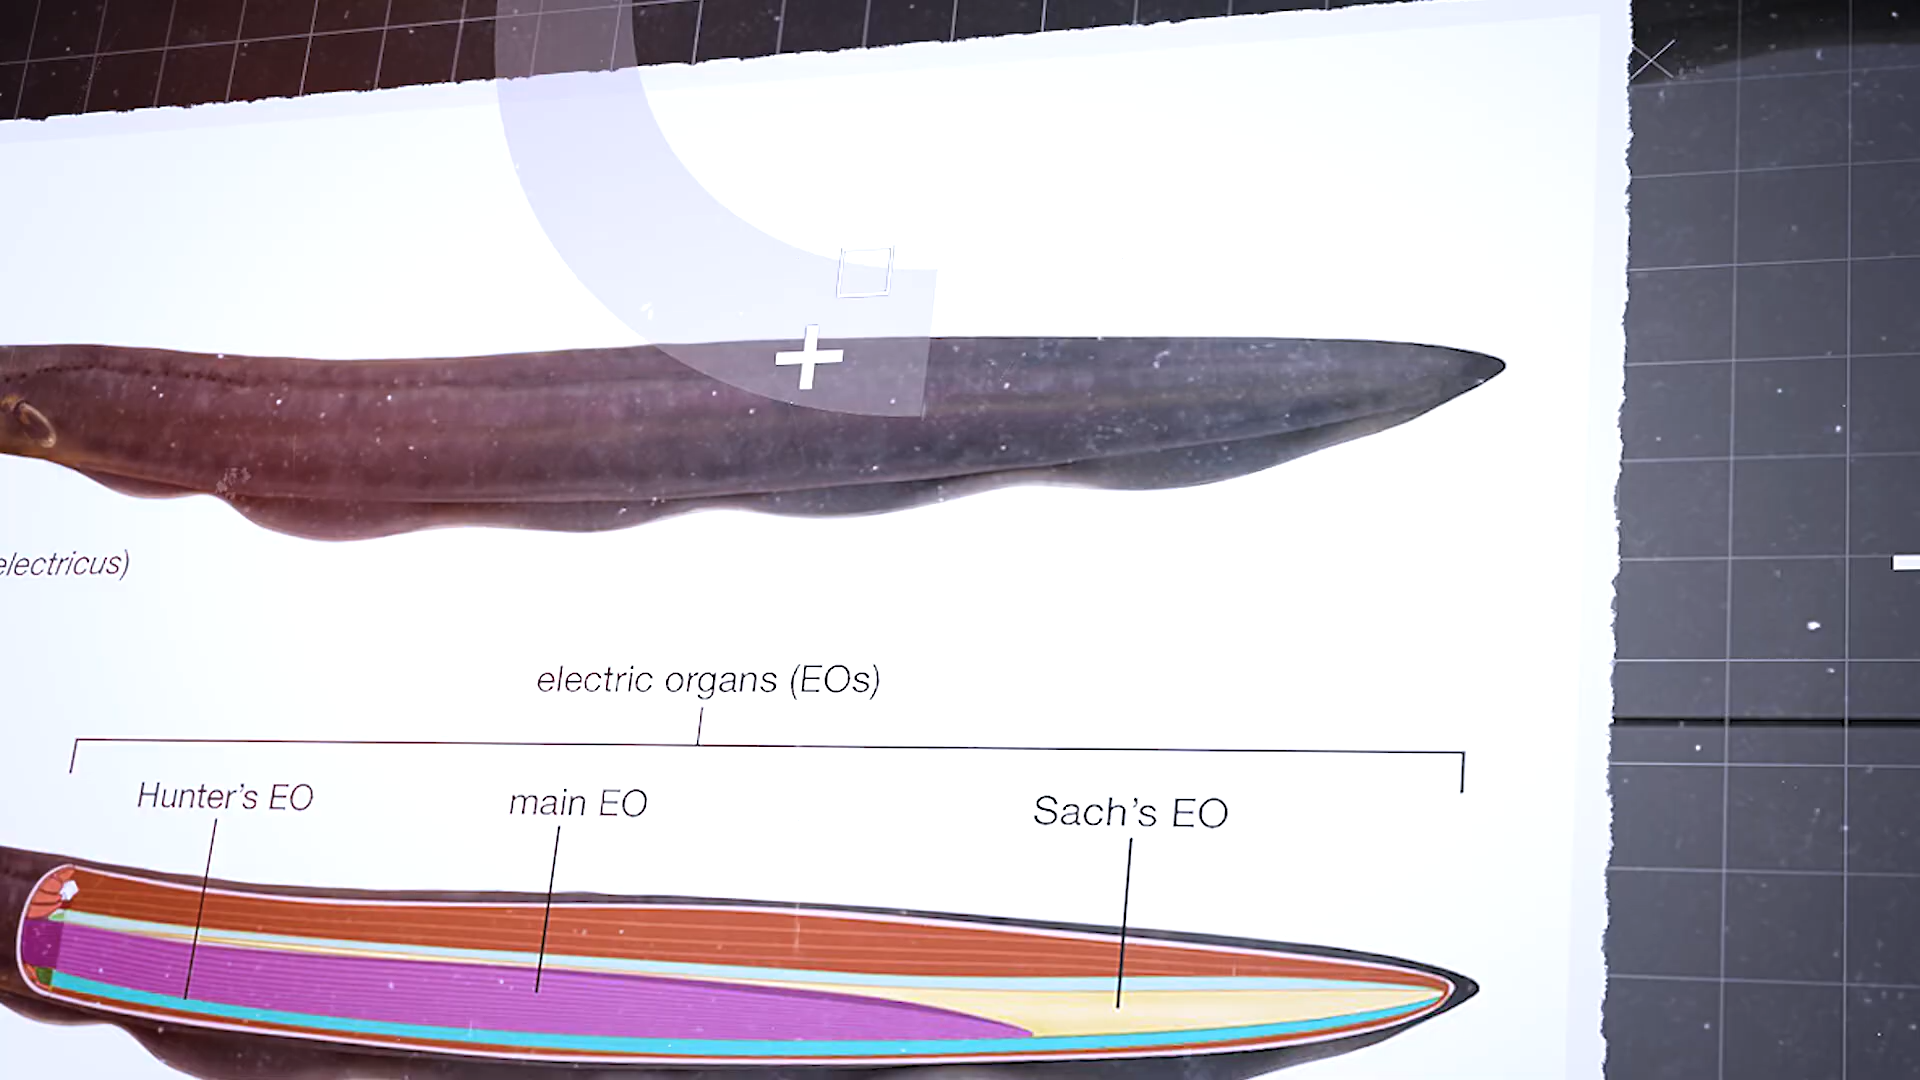 electricus)
electric organs (EOs)
Hunter's EO
main EO
Sach's EO